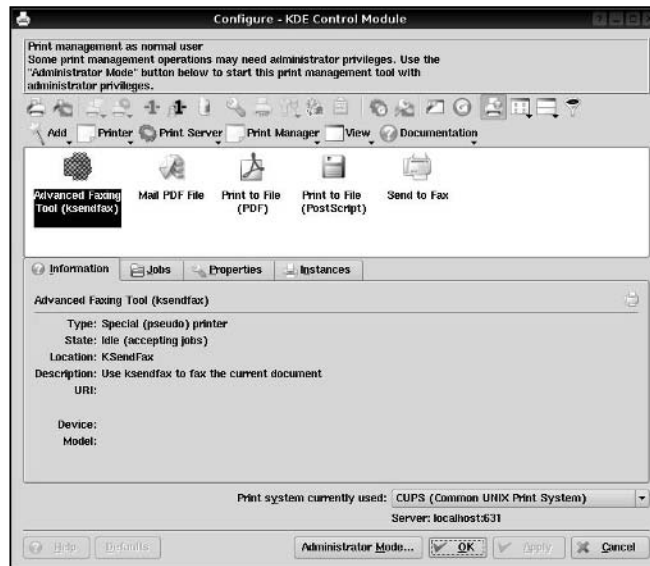 Configure - KDE Control Module
Print management as normal user
Some print management operations may need administrator privileges. Use the
"Administrator Mode" button below to start this print management tool with
administrator privileges.
Add Printer Print Server Print Manager View Documentation
Advanced Faxing Tool (ksendfax)
Mail PDF File
Print to File (PDF)
Print to File (PostScript)
Send to Fax
Information Jobs Properties Instances
Advanced Faxing Tool (ksendfax)
Type: Special (pseudo) printer
State: Idle (accepting jobs)
Location: KSendFax
Description: Use ksendfax to fax the current document
URI:
Device:
Model:
Print system currently used: CUPS (Common UNIX Print System)
Server: localhost:631
Help Defaults Administrator Mode... OK Apply Cancel